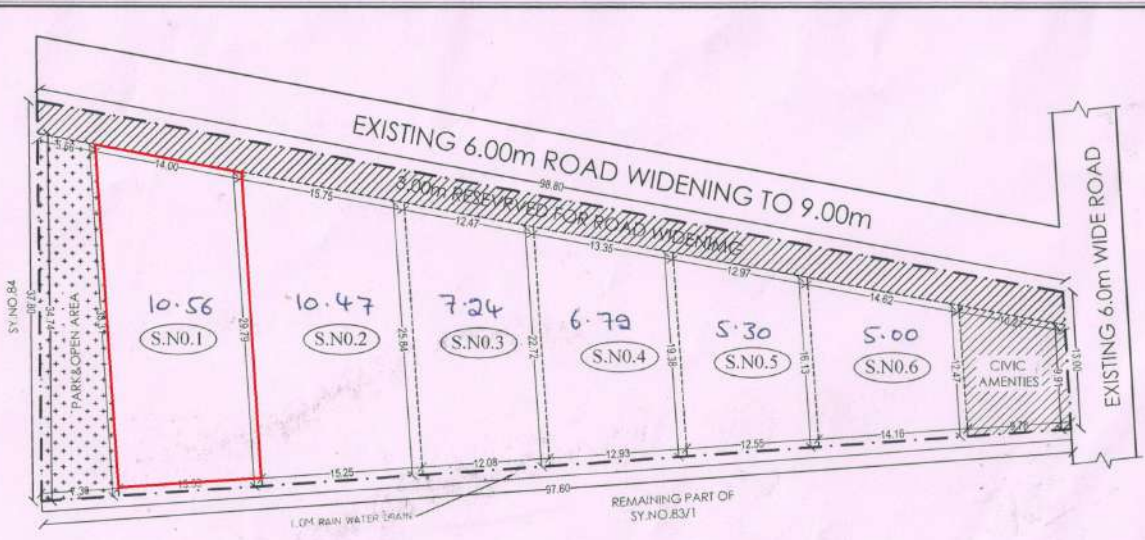 EXISTING 6.00m ROAD WIDENING TO 9.00m
98.80
3.00m RESEVRVED FOR ROAD WIDENIMG
EXISTING 6.0m WIDE ROAD
5.66
14.00
15.75
12.47
13.35
12.97
14.62
SY.NO.84
37.80
34.74
PARK&OPEN AREA
10.56
S.N0.1
29.79
10.47
S.N0.2
25.84
7.24
S.N0.3
22.72
6.79
S.N0.4
19.38
5.30
S.N0.5
16.13
5.00
S.N0.6
12.47
CIVIC
AMENTIES
9.91
13.00
15.25
12.08
12.93
12.55
14.16
97.60
1.0M RAIN WATER DRAIN
REMAINING PART OF
SY.NO.83/1